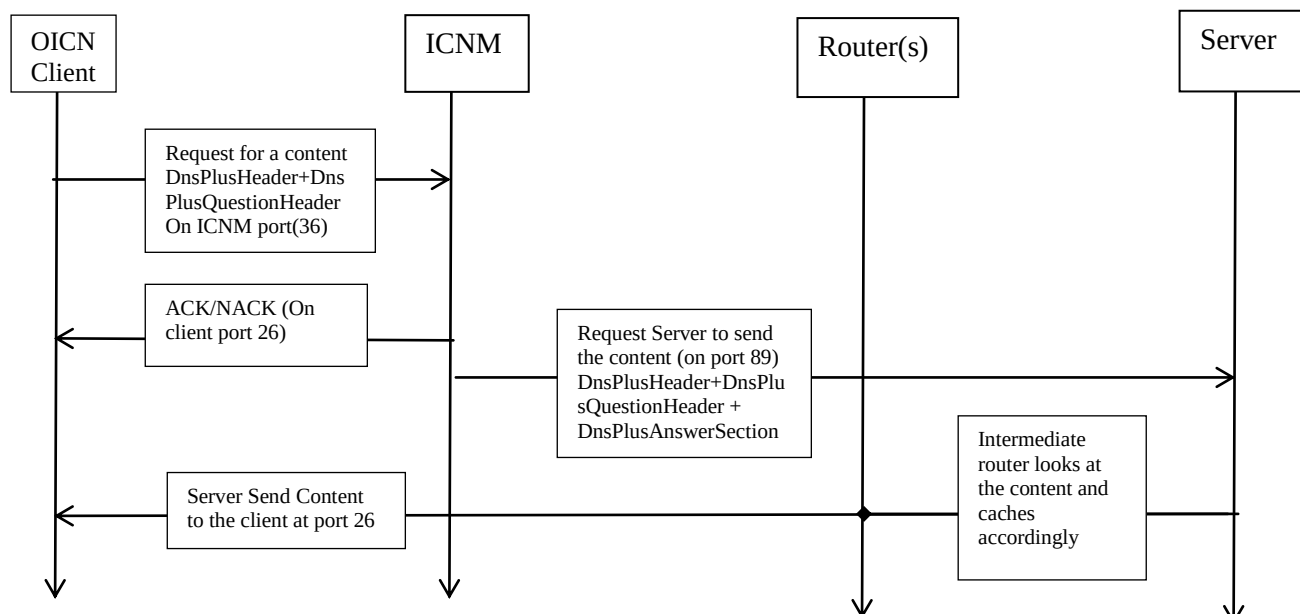 OICN
Client
ICNM
Router(s)
Server
Request for a content
DnsPlusHeader+Dns
PlusQuestionHeader
On ICNM port(36)
ACK/NACK (On
client port 26)
Request Server to send
the content (on port 89)
DnsPlusHeader+DnsPlu
sQuestionHeader +
DnsPlusAnswerSection
Intermediate
router looks at
the content and
caches
accordingly
Server Send Content
to the client at port 26